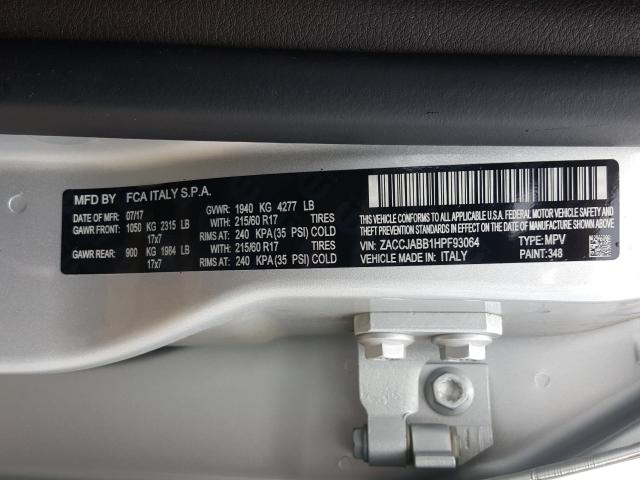 MFD BY FCA ITALY S.P.A.
DATE OF MFD: 07/17 GVWR: 1940 KG 4277 LB
GAWR FRONT: 1050 KG 2315 LB WITH: 215/60 R17 TIRES
17x7 RIMS AT: 240 KPA (35 PSI) COLD
GAWR REAR: 900 KG 1984 LB WITH: 215/60 R17 TIRES
17x7 RIMS AT: 240 KPA (35 PSI) COLD
THIS VEHICLE CONFORMS TO ALL APPLICABLE U.S.A. FEDERAL MOTOR VEHICLE SAFETY, BUMPER, AND
THEFT PREVENTION STANDARDS IN EFFECT ON THE DATE OF MANUFACTURE SHOWN ABOVE.
VIN: ZACCJABB1HPF93064 TYPE: MPV
VEHICLE MADE IN: ITALY PAINT: 348